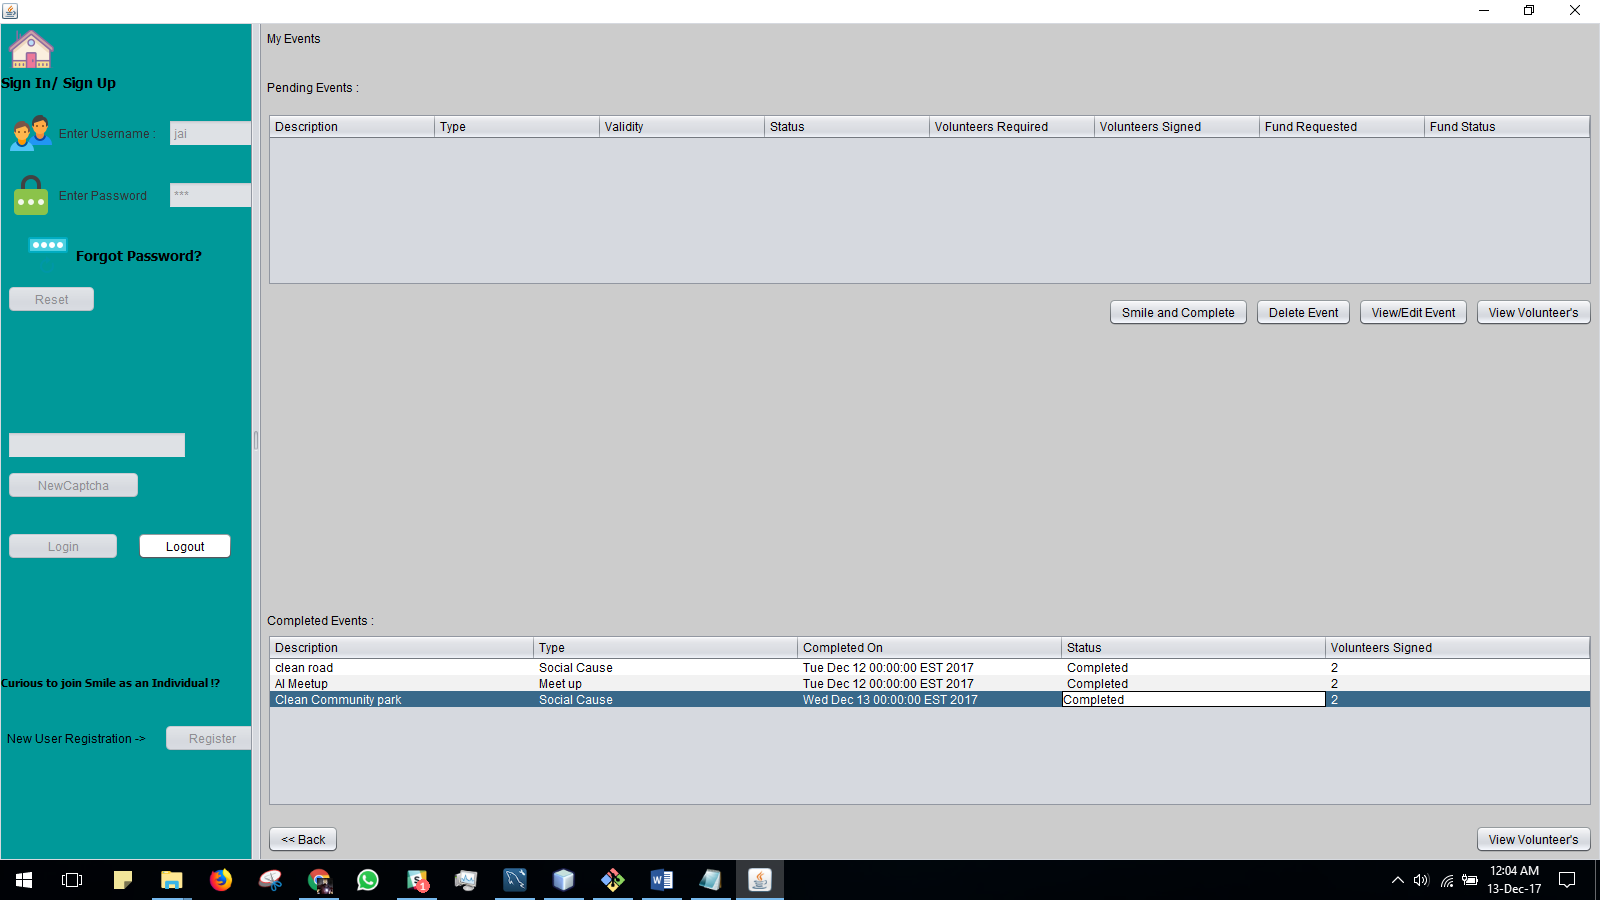 Sign In/ Sign Up
Enter Username :
jai
Enter Password
***
Forgot Password?
Reset
NewCaptcha
Login
Logout
Curious to join Smile as an Individual !?
New User Registration ->
Register
My Events
Pending Events :
Description Type Validity Status Volunteers Required Volunteers Signed Fund Requested Fund Status
Smile and Complete Delete Event View/Edit Event View Volunteer's
Completed Events :
Description Type Completed On Status Volunteers Signed
clean road Social Cause Tue Dec 12 00:00:00 EST 2017 Completed 2
AI Meetup Meet up Tue Dec 12 00:00:00 EST 2017 Completed 2
Clean Community park Social Cause Wed Dec 13 00:00:00 EST 2017 Completed 2
<< Back View Volunteer's
1
12:04 AM
13-Dec-17